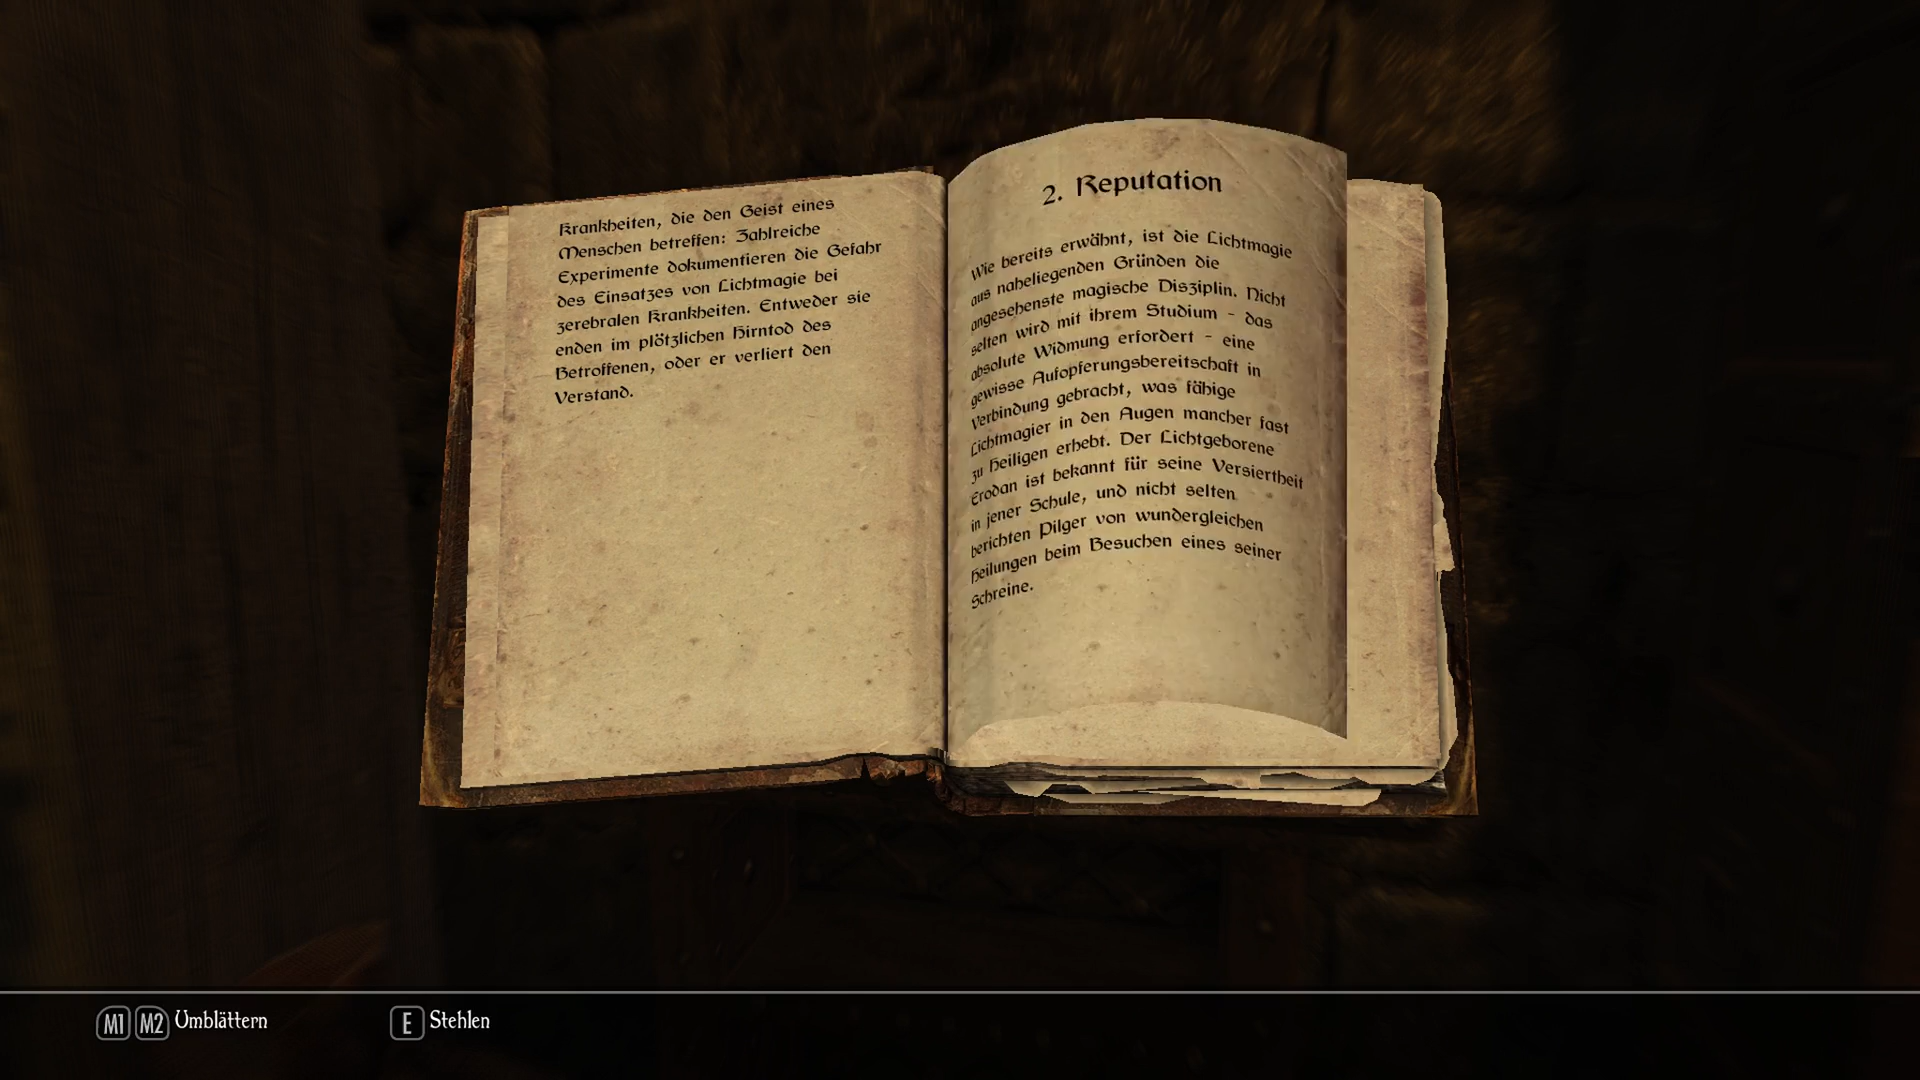 Krankheiten, die den Geist eines
Menschen betreffen: Zahlreiche
Experimente dokumentieren die Gefahr
des Einsatzes von Lichtmagie bei
zerebralen Krankheiten. Entweder sie
enden im plötzlichen Hirntod des
Betroffenen, oder er verliert den
Verstand.
2. Reputation
Wie bereits erwähnt, ist die Lichtmagie
aus naheliegenden Gründen die
angesehenste magische Disziplin. Nicht
selten wird mit ihrem Studium - das
absolute Widmung erfordert - eine
gewisse Aufopferungsbereitschaft in
Verbindung gebracht, was fähige
Lichtmagier in den Augen mancher fast
zu Heiligen erhebt. Der Lichtgeborene
Erodan ist bekannt für seine Versiertheit
in jener Schule, und nicht selten
berichten Pilger von wundergleichen
Heilungen beim Besuchen eines seiner
Schreine.
M1 M2 Umblättern
E Stehlen